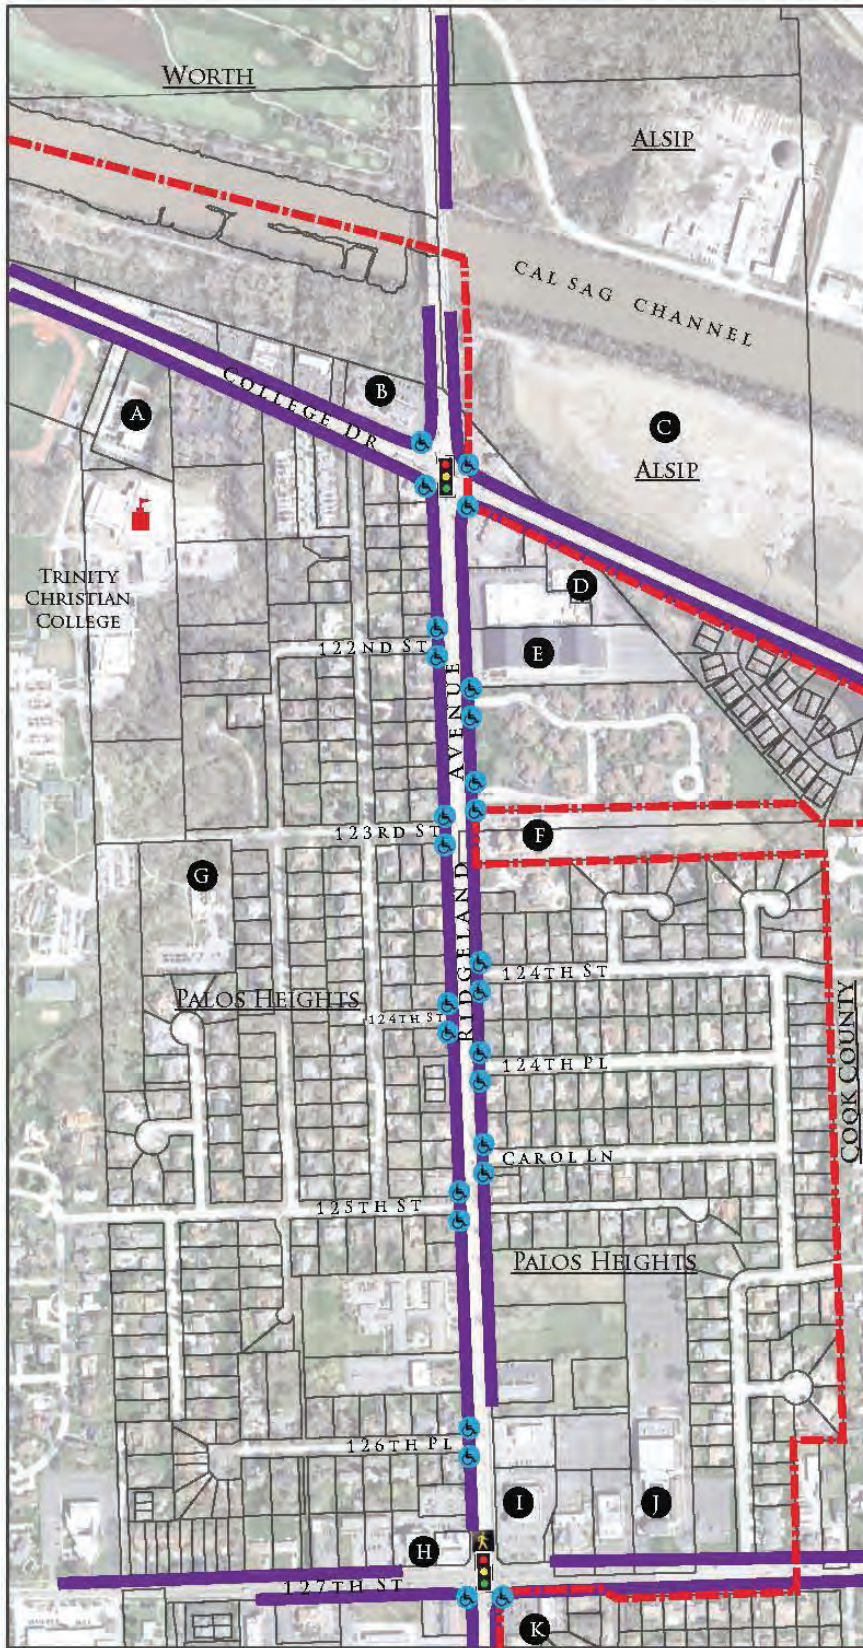 WORTH
ALSIP
CAL SAG CHANNEL
COLLEGE DR
A
B
C
ALSIP
TRINITY
CHRISTIAN
COLLEGE
D
122ND ST
E
RIDGELAND AVENUE
123RD ST
F
G
124TH ST
PALOS HEIGHTS
124TH ST
124TH PL
COOK COUNTY
CAROL LN
125TH ST
PALOS HEIGHTS
126TH PL
I
J
H
127TH ST
K